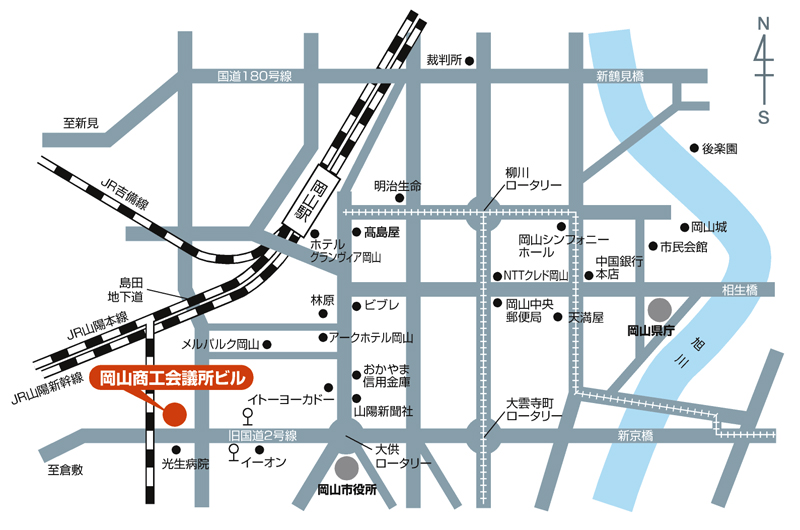 N
S
裁判所
国道180号線
新鶴見橋
至新見
後楽園
柳川
ロータリー
明治生命
JR吉備線
岡山駅
髙島屋
ホテル
グランヴィア岡山
岡山シンフォニー
ホール
岡山城
市民会館
中国銀行
本店
NTTクレド岡山
島田
地下道
相生橋
林原
ビブレ
岡山中央
郵便局
天満屋
岡山県庁
旭川
JR山陽本線
メルパルク岡山
アークホテル岡山
JR山陽新幹線
岡山商工会議所ビル
おかやま
信用金庫
イトーヨーカドー
山陽新聞社
大雲寺町
ロータリー
旧国道2号線
新京橋
大供
ロータリー
至倉敷
光生病院
イーオン
岡山市役所